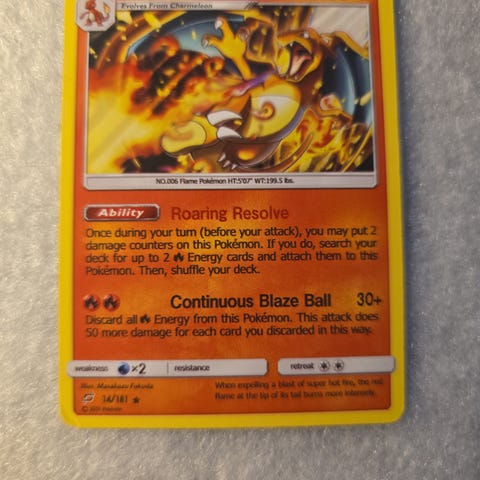 Evolves From Charmeleon
NO.006 Flame Pokémon HT:5'07" WT:199.5 lbs.
Ability Roaring Resolve
Once during your turn (before your attack), you may put 2
damage counters on this Pokémon. If you do, search your
deck for up to 2 Energy cards and attach them to this
Pokémon. Then, shuffle your deck.
Continuous Blaze Ball 30+
Discard all Energy from this Pokémon. This attack does
50 more damage for each card you discarded in this way.
weakness ×2 resistance retreat
Illus. Masakazu Fukuda
14/181 ★
When expelling a blast of super hot fire, the red
flame at the tip of its tail burns more intensely.